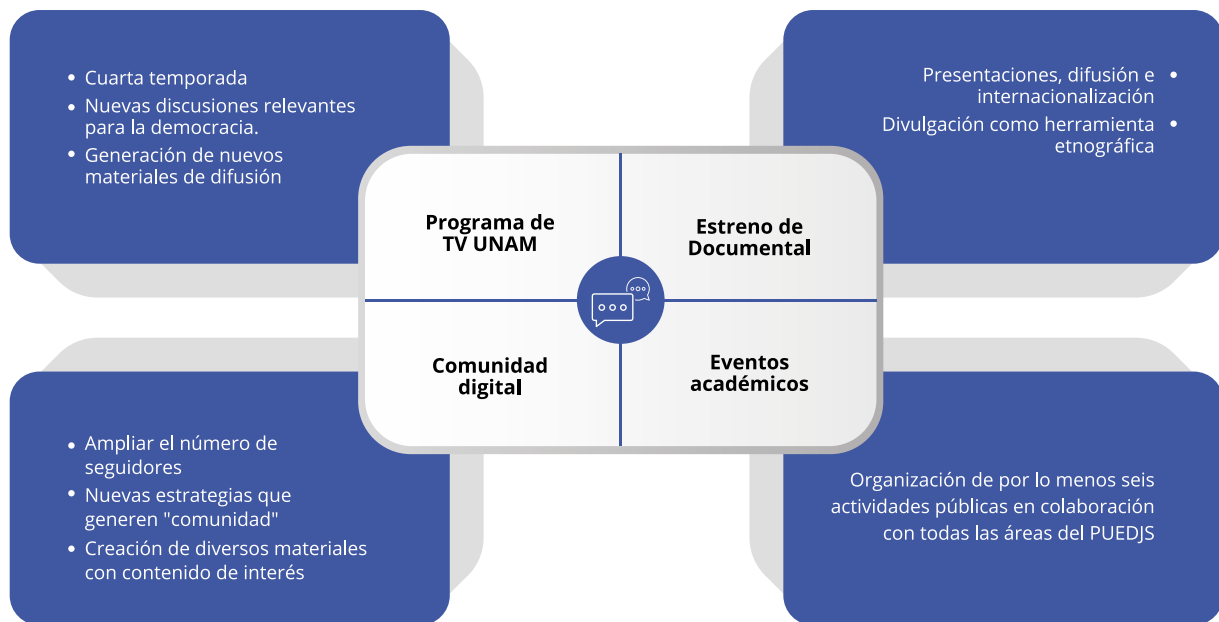 • Cuarta temporada
• Nuevas discusiones relevantes
para la democracia.
• Generación de nuevos
materiales de difusión
Presentaciones, difusión e •
internacionalización
Divulgación como herramienta •
etnográfica
Programa de
TV UNAM
Estreno de
Documental
Comunidad
digital
Eventos
académicos
• Ampliar el número de
seguidores
• Nuevas estrategias que
generen "comunidad"
• Creación de diversos materiales
con contenido de interés
Organización de por lo menos seis
actividades públicas en colaboración
con todas las áreas del PUEDJS